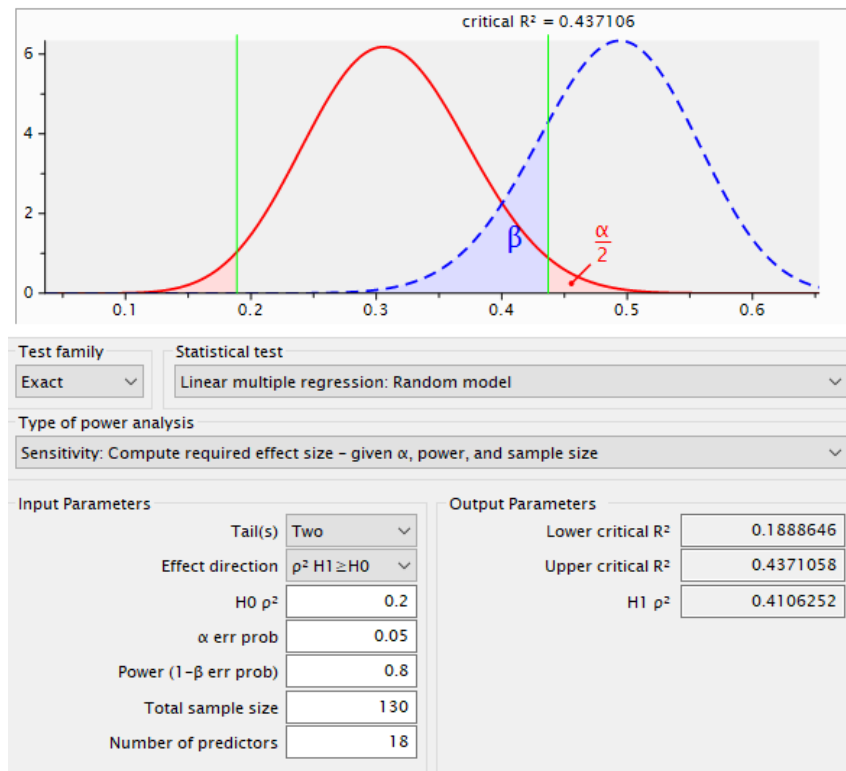 critical R² = 0.437106
6
4
2
0
β
α
2
0.1 0.2 0.3 0.4 0.5 0.6
Test family Statistical test
Exact Linear multiple regression: Random model
Type of power analysis
Sensitivity: Compute required effect size - given α, power, and sample size
Input Parameters Output Parameters
Tail(s) Two Lower critical R² 0.1888646
Effect direction ρ² H1≥H0 Upper critical R² 0.4371058
H0 ρ² 0.2 H1 ρ² 0.4106252
α err prob 0.05
Power (1-β err prob) 0.8
Total sample size 130
Number of predictors 18